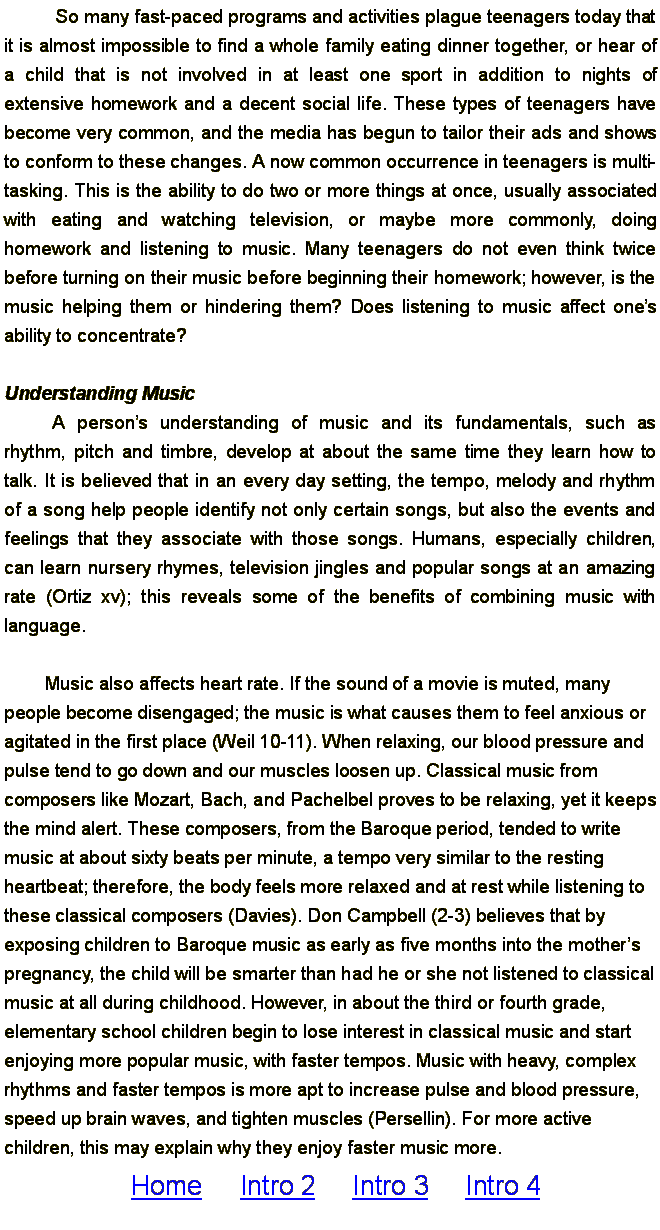 So many fast-paced programs and activities plague teenagers today that
it is almost impossible to find a whole family eating dinner together, or hear of
a child that is not involved in at least one sport in addition to nights of
extensive homework and a decent social life. These types of teenagers have
become very common, and the media has begun to tailor their ads and shows
to conform to these changes. A now common occurrence in teenagers is multi-
tasking. This is the ability to do two or more things at once, usually associated
with eating and watching television, or maybe more commonly, doing
homework and listening to music. Many teenagers do not even think twice
before turning on their music before beginning their homework; however, is the
music helping them or hindering them? Does listening to music affect one’s
ability to concentrate?
Understanding Music
A person’s understanding of music and its fundamentals, such as
rhythm, pitch and timbre, develop at about the same time they learn how to
talk. It is believed that in an every day setting, the tempo, melody and rhythm
of a song help people identify not only certain songs, but also the events and
feelings that they associate with those songs. Humans, especially children,
can learn nursery rhymes, television jingles and popular songs at an amazing
rate (Ortiz xv); this reveals some of the benefits of combining music with
language.
Music also affects heart rate. If the sound of a movie is muted, many
people become disengaged; the music is what causes them to feel anxious or
agitated in the first place (Weil 10-11). When relaxing, our blood pressure and
pulse tend to go down and our muscles loosen up. Classical music from
composers like Mozart, Bach, and Pachelbel proves to be relaxing, yet it keeps
the mind alert. These composers, from the Baroque period, tended to write
music at about sixty beats per minute, a tempo very similar to the resting
heartbeat; therefore, the body feels more relaxed and at rest while listening to
these classical composers (Davies). Don Campbell (2-3) believes that by
exposing children to Baroque music as early as five months into the mother’s
pregnancy, the child will be smarter than had he or she not listened to classical
music at all during childhood. However, in about the third or fourth grade,
elementary school children begin to lose interest in classical music and start
enjoying more popular music, with faster tempos. Music with heavy, complex
rhythms and faster tempos is more apt to increase pulse and blood pressure,
speed up brain waves, and tighten muscles (Persellin). For more active
children, this may explain why they enjoy faster music more.
Home Intro 2 Intro 3 Intro 4